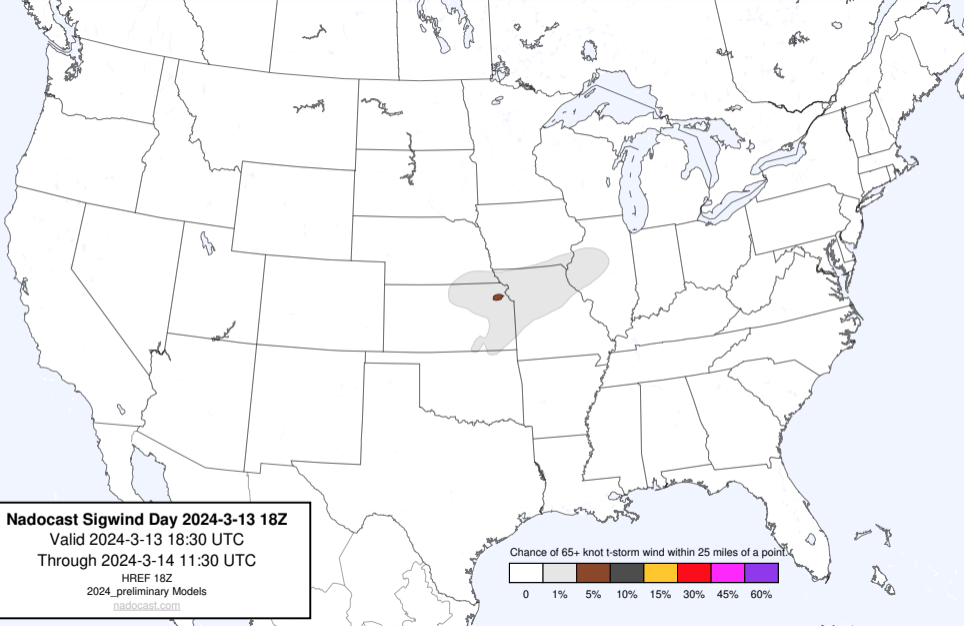 Nadocast Sigwind Day 2024-3-13 18Z
Valid 2024-3-13 18:30 UTC
Through 2024-3-14 11:30 UTC
HREF 18Z
2024_preliminary Models
nadocast.com
Chance of 65+ knot t-storm wind within 25 miles of a point.
0 1% 5% 10% 15% 30% 45% 60%